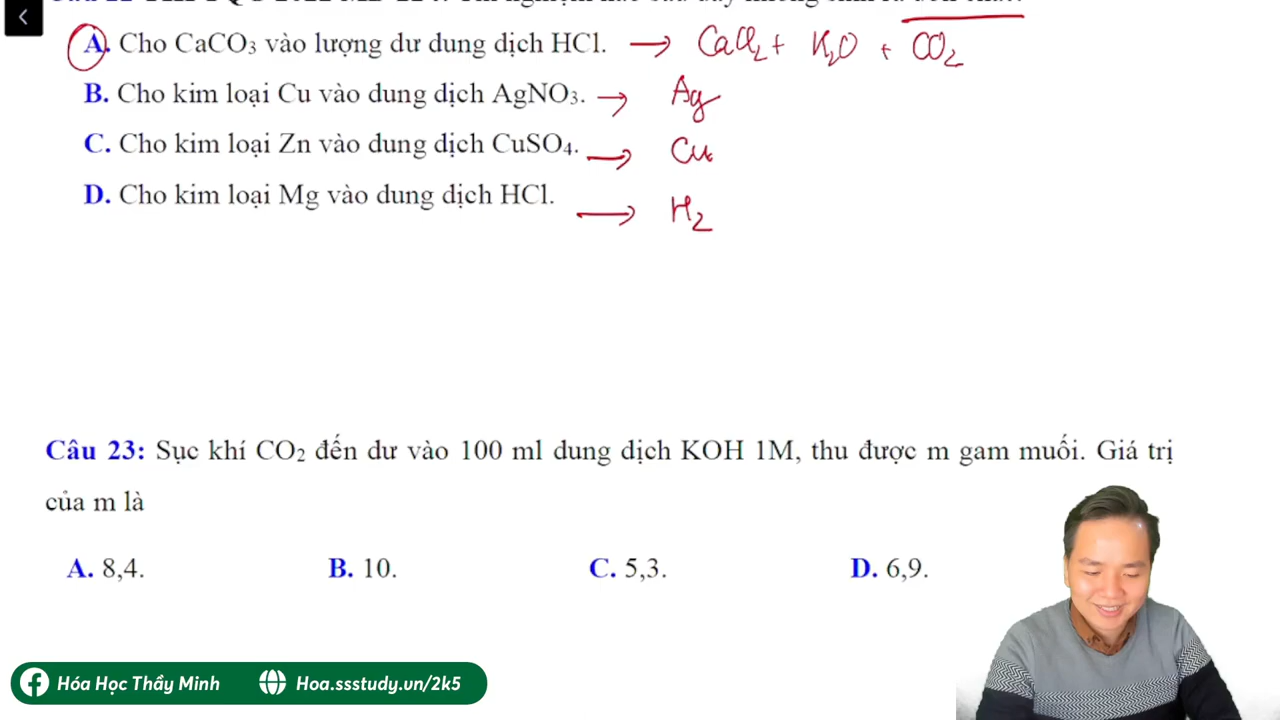 A. Cho CaCO₃ vào lượng dư dung dịch HCl. → CaCl₂ + H₂O + CO₂
B. Cho kim loại Cu vào dung dịch AgNO₃. → Ag
C. Cho kim loại Zn vào dung dịch CuSO₄. → Cu
D. Cho kim loại Mg vào dung dịch HCl. → H₂
Câu 23: Sục khí CO₂ đến dư vào 100 ml dung dịch KOH 1M, thu được m gam muối. Giá trị
của m là
A. 8,4. B. 10. C. 5,3. D. 6,9.
Hóa Học Thầy Minh Hoa.ssstudy.vn/2k5